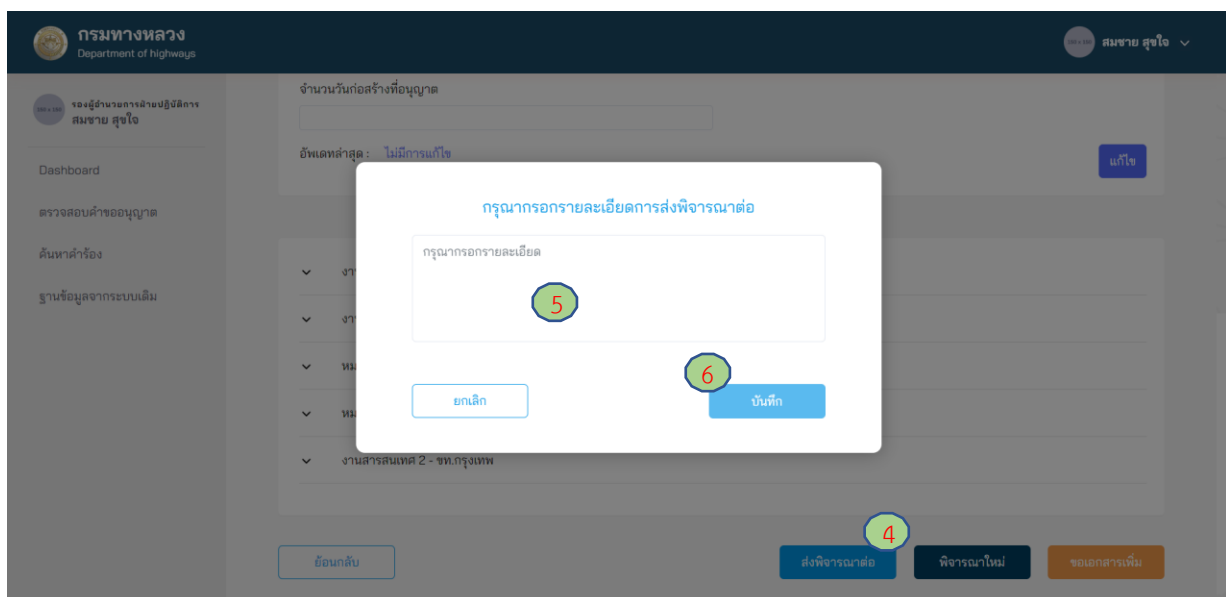 กรมทางหลวง
Department of highways
สมชาย สุขใจ
รองผู้อำนวยการฝ่ายปฏิบัติการ
สมชาย สุขใจ
Dashboard
ตรวจสอบคำขออนุญาต
ค้นหาคำร้อง
ฐานข้อมูลจากระบบเดิม
จำนวนวันก่อสร้างที่อนุญาต
อัพเดทล่าสุด : ไม่มีการแก้ไข
แก้ไข
กรุณากรอกรายละเอียดการส่งพิจารณาต่อ
กรุณากรอกรายละเอียด
5
6
ยกเลิก
บันทึก
งานสารสนเทศ 2 - ขท.กรุงเทพ
4
ย้อนกลับ
ส่งพิจารณาต่อ
พิจารณาใหม่
ขอเอกสารเพิ่ม